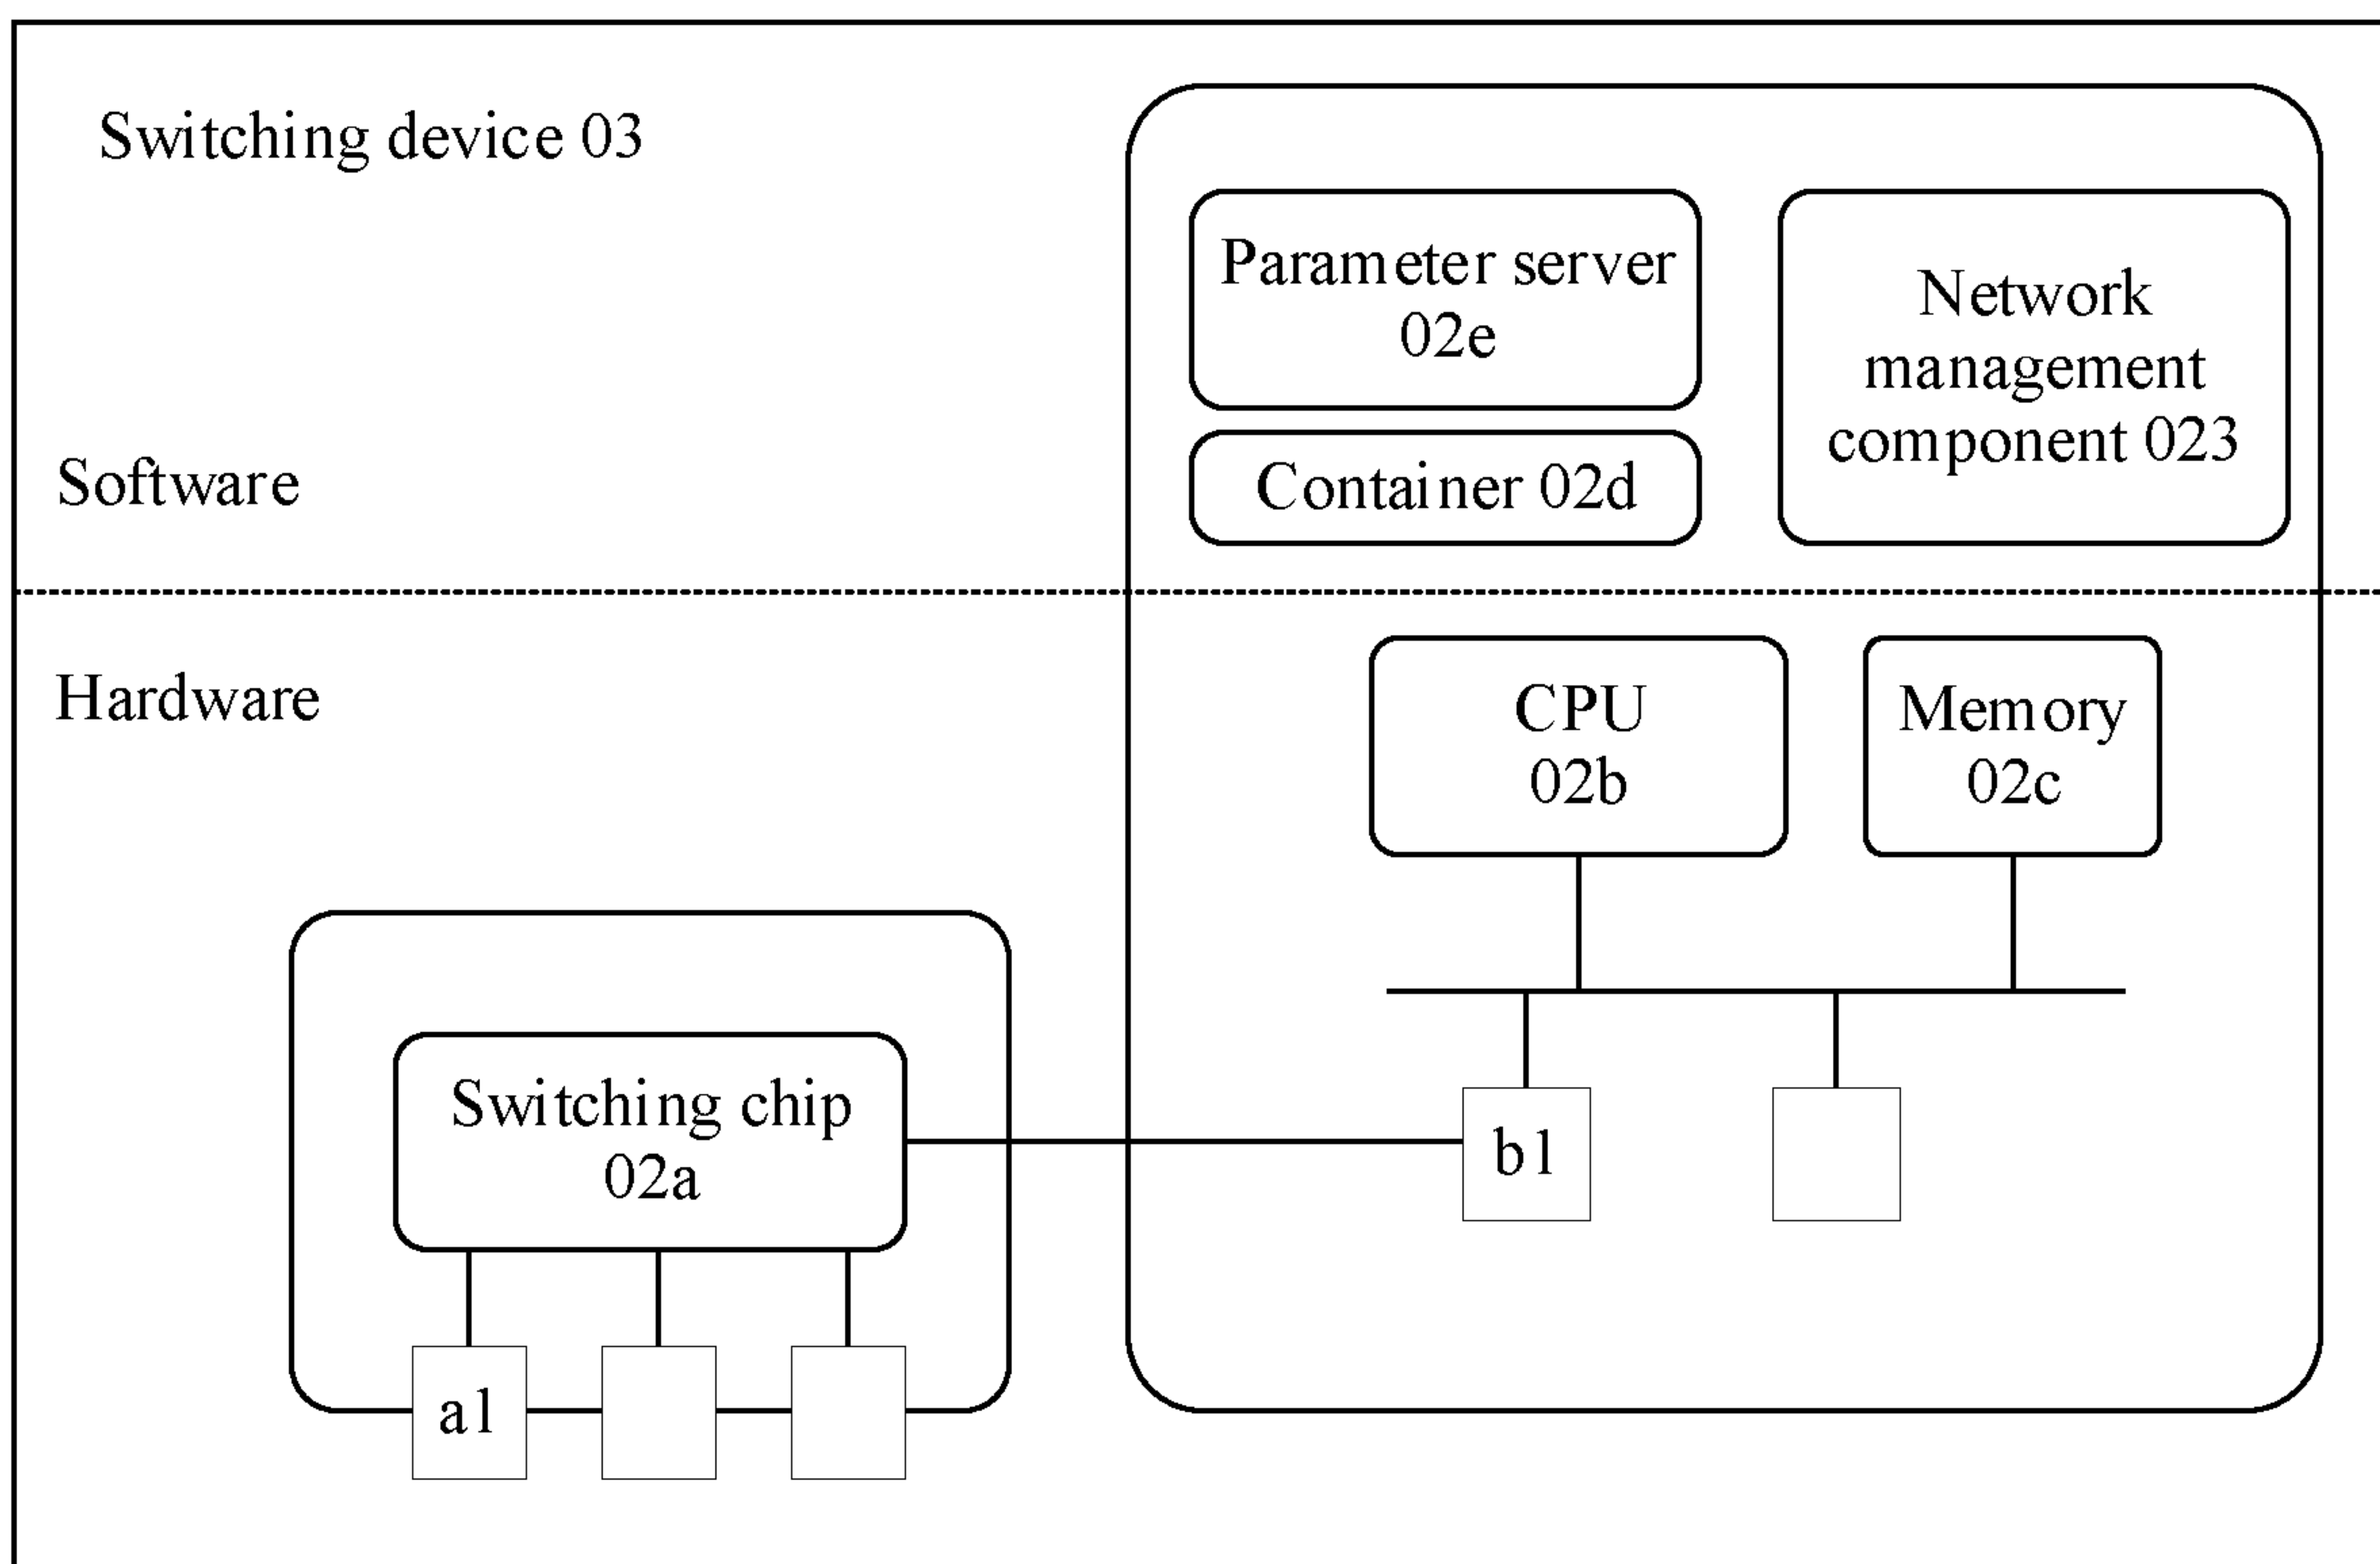 Switching device 03
Parameter server
02e
Network
management
component 023
Container 02d
Software
Hardware
CPU
02b
Memory
02c
Switching chip
02a
b1
a1